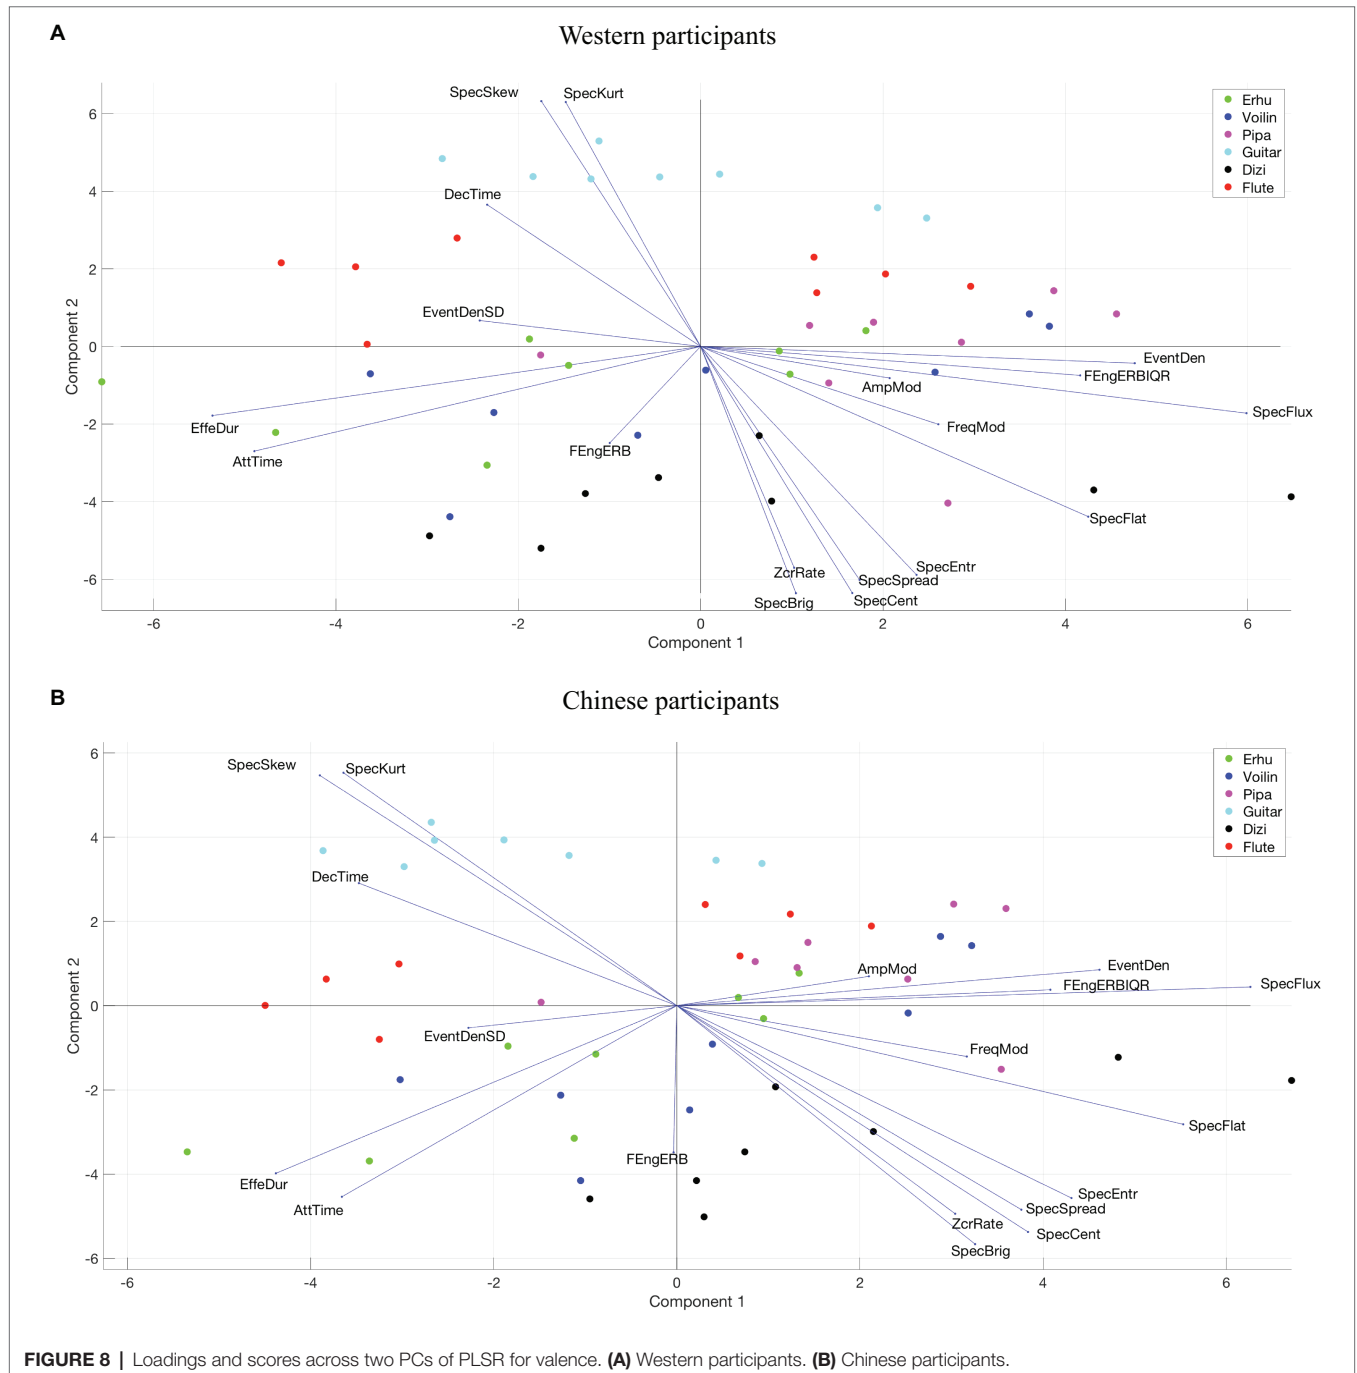 A
Western participants
SpecSkew
SpecKurt
DecTime
EventDenSD
EffeDur
AttTime
FEngERB
EventDen
FEngERBIQR
AmpMod
SpecFlux
FreqMod
SpecFlat
SpecEntr
ZcrRate
SpecSpread
SpecBrig
SpecCent
Erhu
Voilin
Pipa
Guitar
Dizi
Flute
6
4
2
0
-2
-4
-6
Component 2
-6
-4
-2
0
2
4
6
Component 1
B
Chinese participants
SpecSkew
SpecKurt
DecTime
EventDenSD
EffeDur
AttTime
FEngERB
AmpMod
EventDen
FEngERBIQR
SpecFlux
FreqMod
SpecFlat
SpecEntr
SpecSpread
ZcrRate
SpecCent
SpecBrig
Erhu
Voilin
Pipa
Guitar
Dizi
Flute
6
4
2
0
-2
-4
-6
Component 2
-6
-4
-2
0
2
4
6
Component 1
FIGURE 8 | Loadings and scores across two PCs of PLSR for valence. (A) Western participants. (B) Chinese participants.